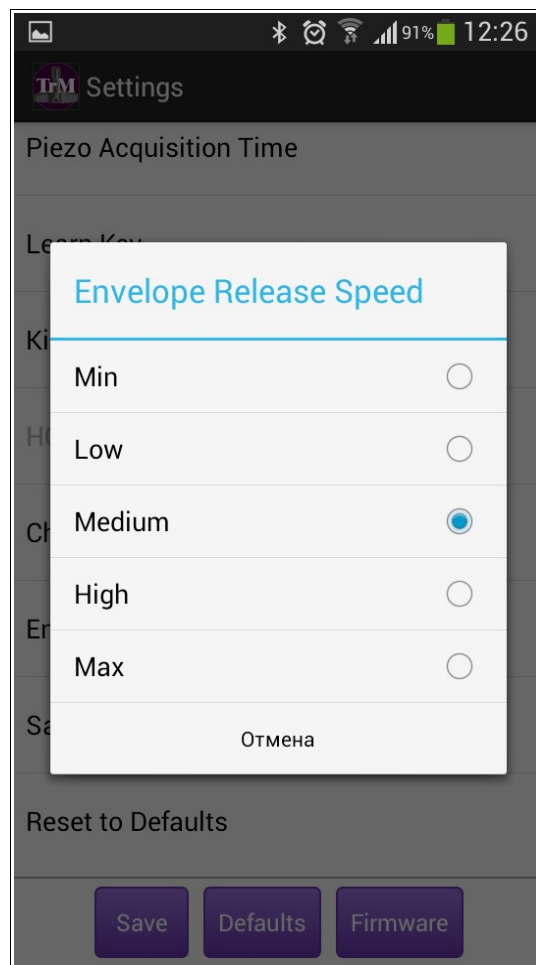 91% 12:26
TrM Settings
Piezo Acquisition Time
Envelope Release Speed
Min
Low
Medium
High
Max
Отмена
Reset to Defaults
Save Defaults Firmware